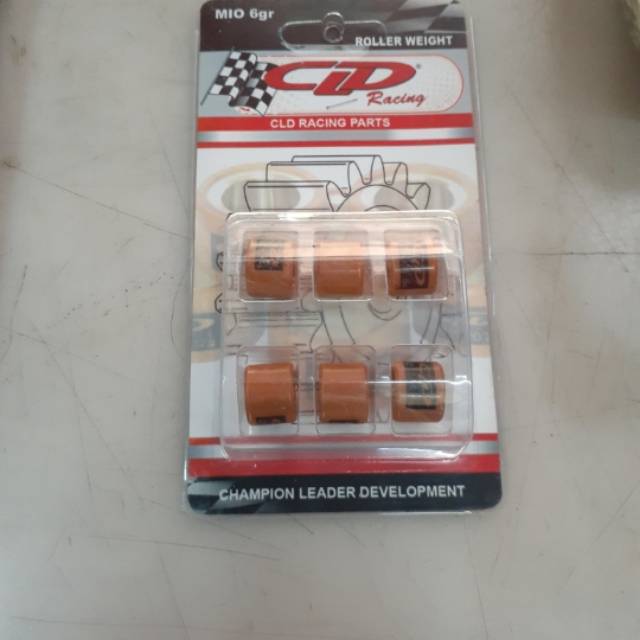 MIO 6gr
ROLLER WEIGHT
CLD®
Racing
CLD RACING PARTS
CHAMPION LEADER DEVELOPMENT